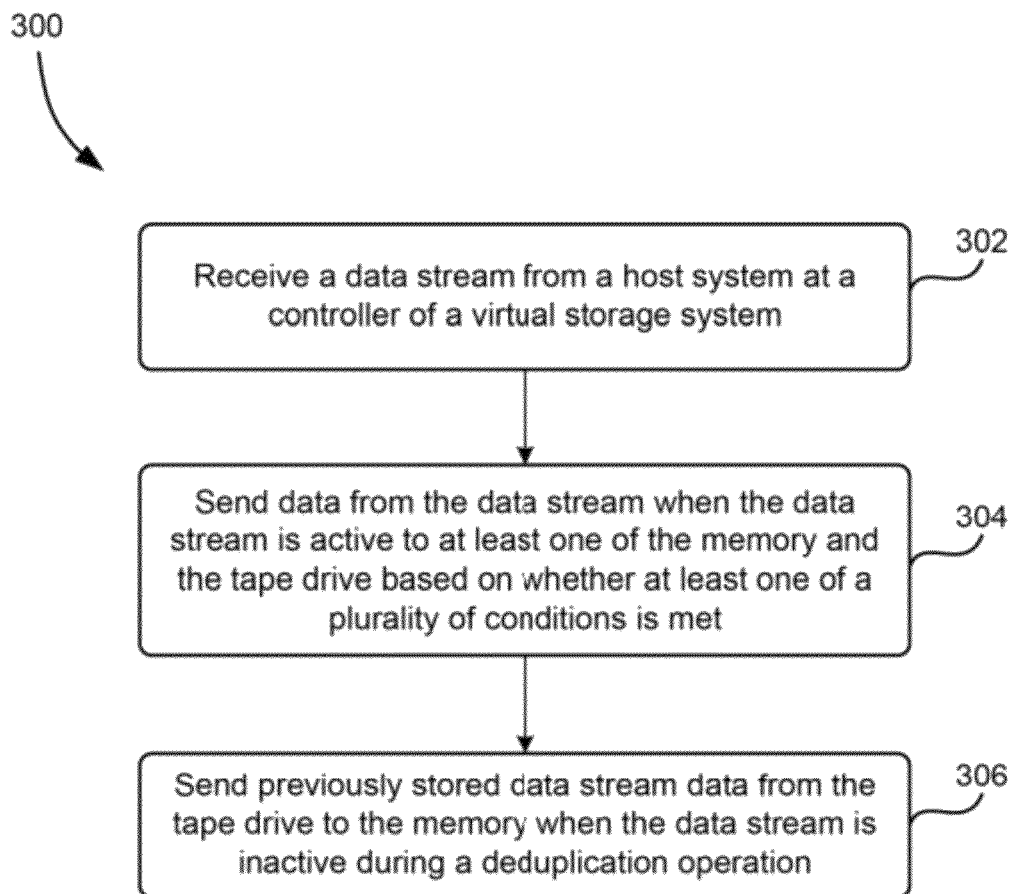 300
302
Receive a data stream from a host system at a
controller of a virtual storage system
304
Send data from the data stream when the data
stream is active to at least one of the memory and
the tape drive based on whether at least one of a
plurality of conditions is met
306
Send previously stored data stream data from the
tape drive to the memory when the data stream is
inactive during a deduplication operation